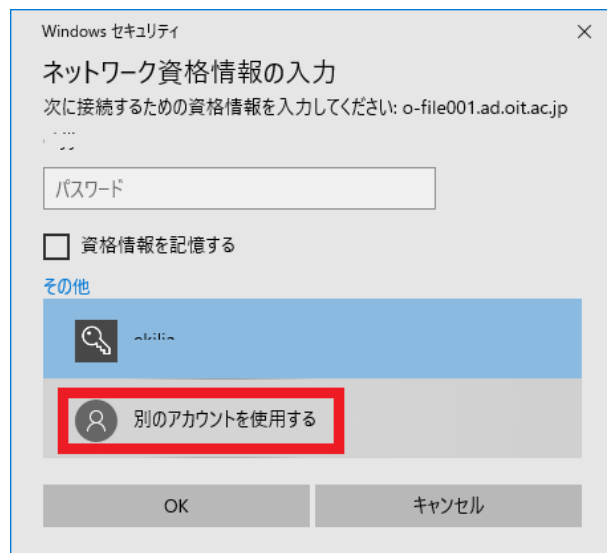 Windows セキュリティ
ネットワーク資格情報の入力
次に接続するための資格情報を入力してください: o-file001.ad.oit.ac.jp
パスワード
資格情報を記憶する
その他
別のアカウントを使用する
OK キャンセル